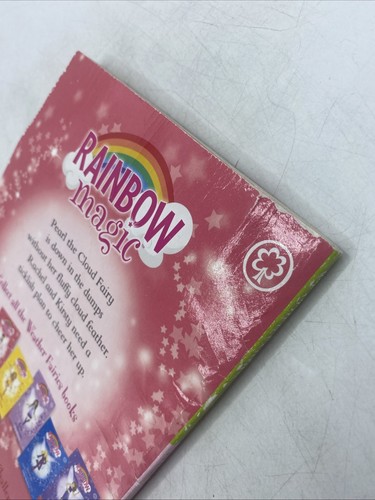 RAINBOW
magic
Pearl the Cloud Fairy
is down in the dumps
without her fluffy cloud feather.
Rachel and Kirsty need a
ticklish plan to cheer her up.
all the Weather Fairies books